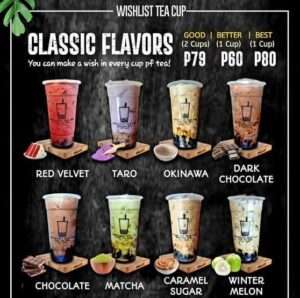 WISHLIST TEA CUP
CLASSIC FLAVORS
You can make a wish in every cup pf tea!
GOOD | BETTER | BEST
(2 Cups) (1 Cup) (1 Cup)
P79 P60 P80
RED VELVET TARO OKINAWA DARK CHOCOLATE
CHOCOLATE MATCHA CARAMEL SUGAR WINTER MELON